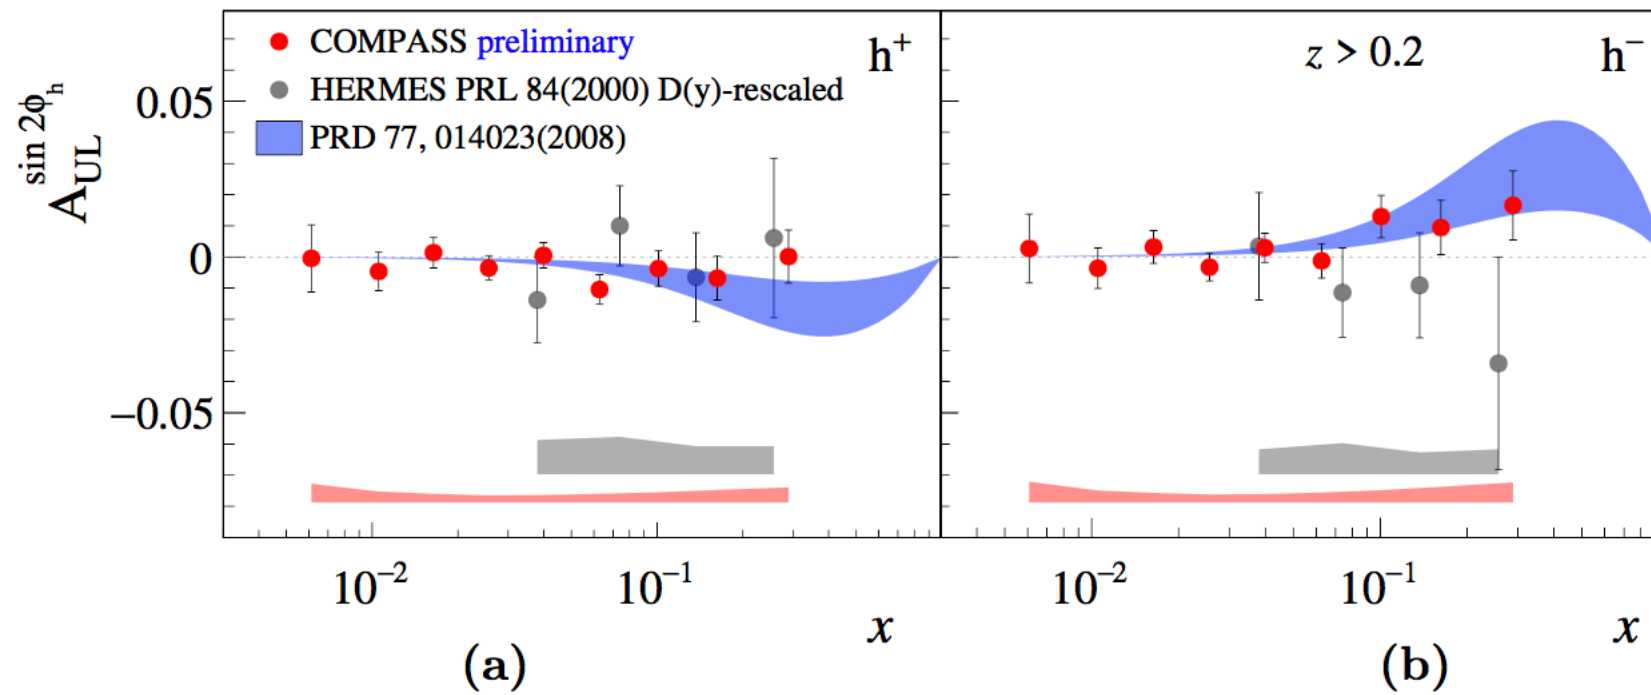 COMPASS preliminary
HERMES PRL 84(2000) D(y)-rescaled
PRD 77, 014023(2008)
h⁺
z > 0.2
h⁻
A_UL^sin 2ϕ_h
0.05
0
−0.05
10⁻² 10⁻¹ 10⁻² 10⁻¹
x x
(a) (b)